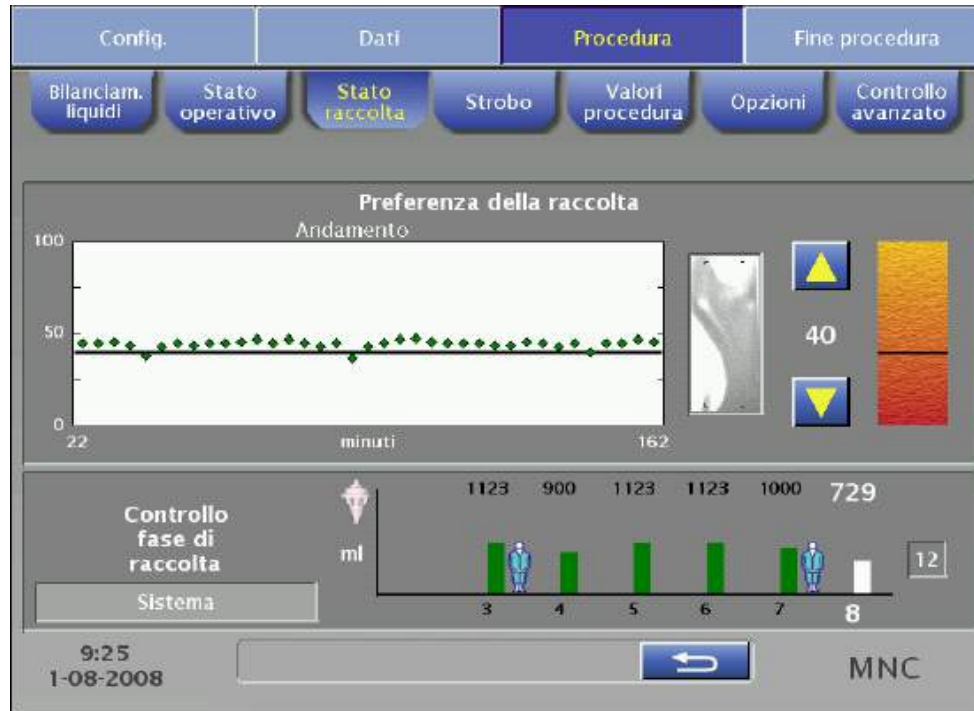 Config.
Dati
Procedura
Fine procedura
Bilanciam. liquidi
Stato operativo
Stato raccolta
Strobo
Valori procedura
Opzioni
Controllo avanzato
Preferenza della raccolta
Andamento
100
50
0
22
minuti
162
40
Controllo
fase di
raccolta
Sistema
ml
1123 900 1123 1123 1000 729
3 4 5 6 7 8
12
9:25
1-08-2008
MNC